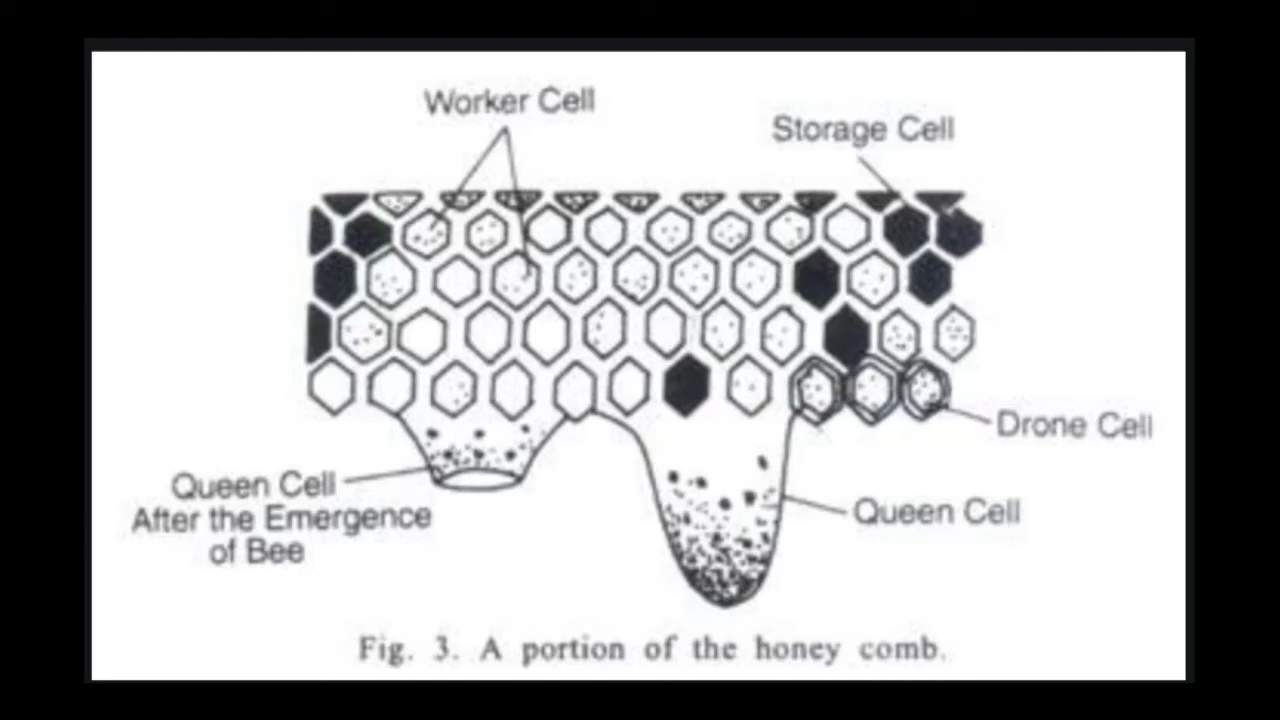 Worker Cell
Storage Cell
Drone Cell
Queen Cell
After the Emergence
of Bee
Queen Cell
Fig. 3. A portion of the honey comb.